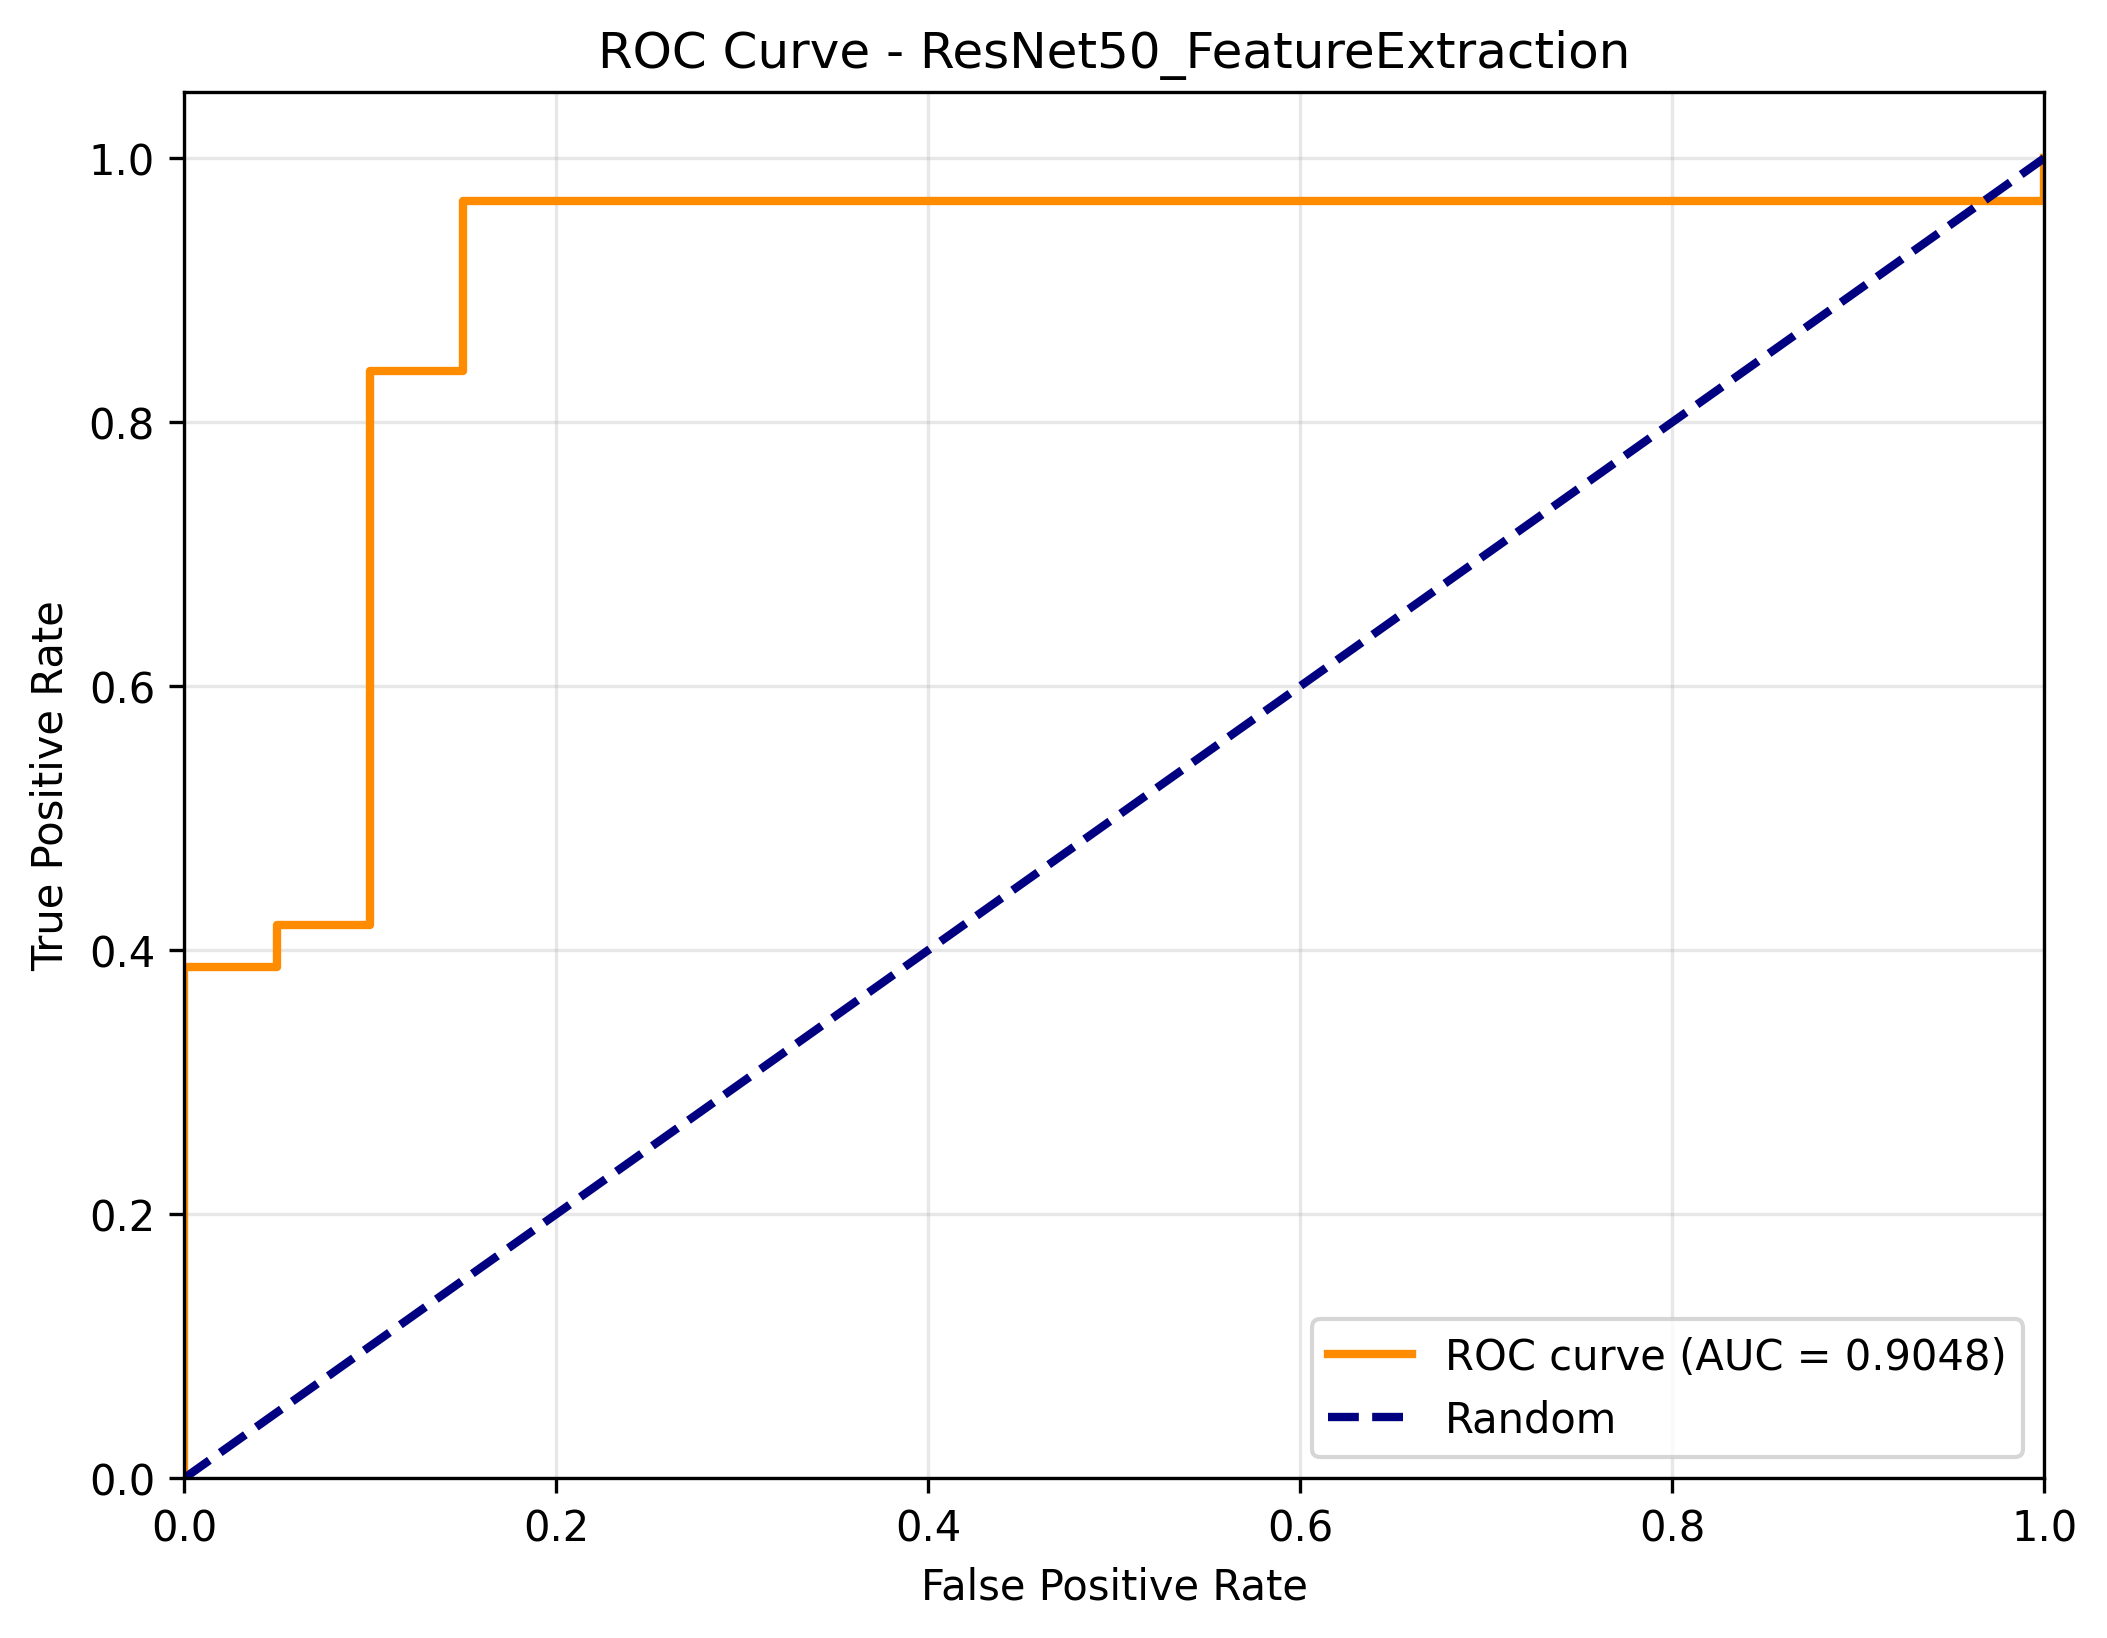 ROC Curve - ResNet50_FeatureExtraction
True Positive Rate
1.0
0.8
0.6
0.4
0.2
0.0
0.0 0.2 0.4 0.6 0.8 1.0
False Positive Rate
ROC curve (AUC = 0.9048)
Random